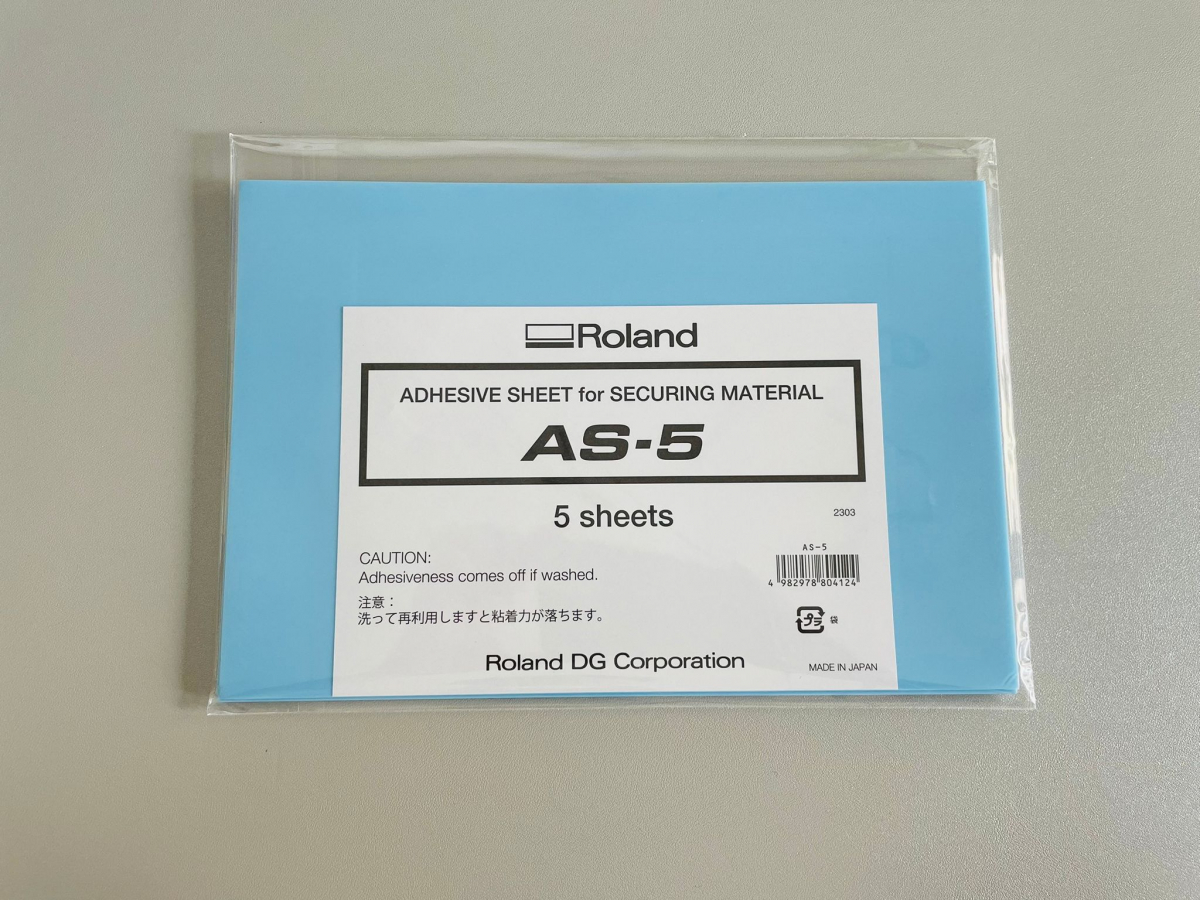 Roland
ADHESIVE SHEET for SECURING MATERIAL
AS-5
5 sheets
2303
CAUTION:
Adhesiveness comes off if washed.
注意：
洗って再利用しますと粘着力が落ちます。
AS-5
4 982978 804124
プラ 袋
Roland DG Corporation
MADE IN JAPAN